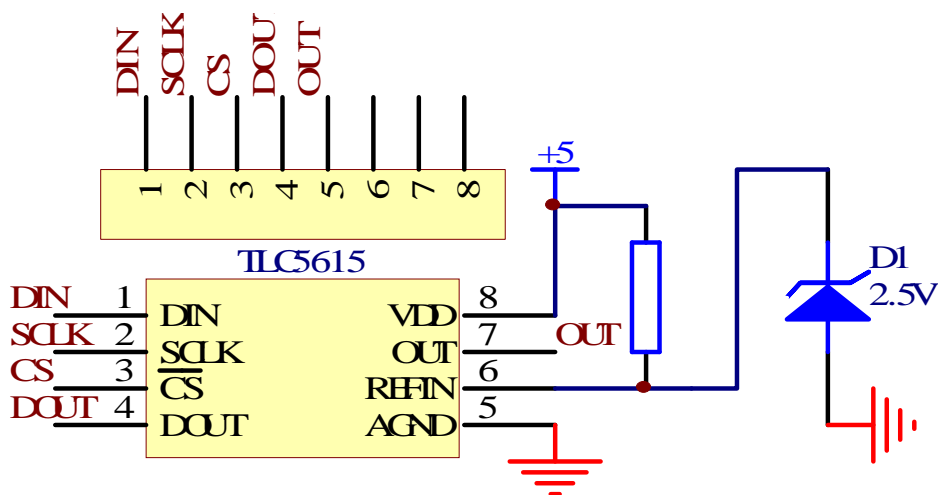 DIN SCLK CS DOU OUT
1 2 3 4 5 6 7 8
+5
TLC5615
D1
2.5V
DIN 1 DIN VDD 8
SCLK 2 SCLK OUT 7 OUT
CS 3 CS REFIN 6
DOUT 4 DOUT AGND 5